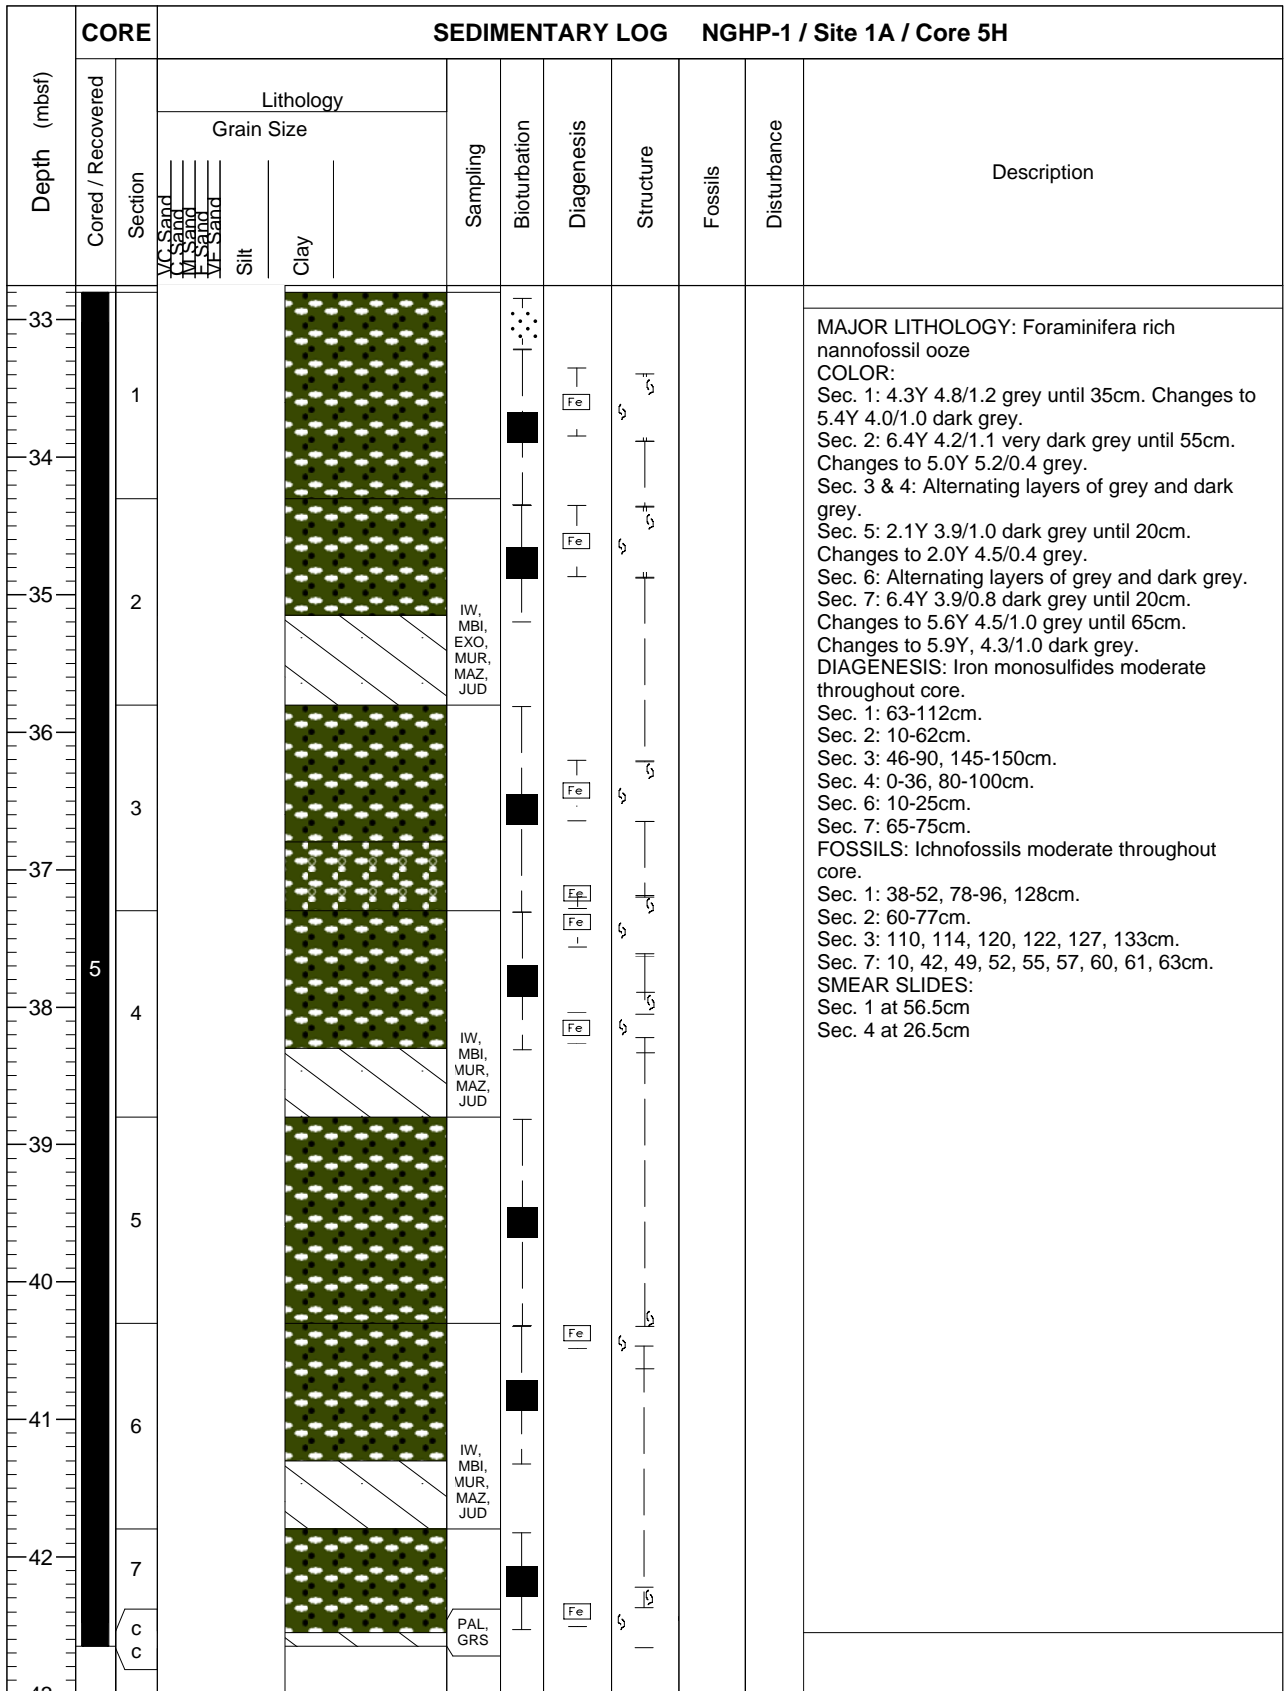 CORE
SEDIMENTARY LOG NGHP-1 / Site 1A / Core 5H
Depth (mbsf)
Cored / Recovered
Section
Lithology
Grain Size
VC Sand
C Sand
M Sand
F Sand
VF Sand
Silt
Clay
Sampling
Bioturbation
Diagenesis
Structure
Fossils
Disturbance
Description
33
34
35
36
37
38
39
40
41
42
5
1
2
3
4
5
6
7
c
c
IW,
MBI,
EXO,
MUR,
MAZ,
JUD
IW,
MBI,
MUR,
MAZ,
JUD
IW,
MBI,
MUR,
MAZ,
JUD
PAL,
GRS
Fe
Fe
Fe
Fe
Fe
Fe
Fe
Fe
MAJOR LITHOLOGY: Foraminifera rich
nannofossil ooze
COLOR:
Sec. 1: 4.3Y 4.8/1.2 grey until 35cm. Changes to
5.4Y 4.0/1.0 dark grey.
Sec. 2: 6.4Y 4.2/1.1 very dark grey until 55cm.
Changes to 5.0Y 5.2/0.4 grey.
Sec. 3 & 4: Alternating layers of grey and dark
grey.
Sec. 5: 2.1Y 3.9/1.0 dark grey until 20cm.
Changes to 2.0Y 4.5/0.4 grey.
Sec. 6: Alternating layers of grey and dark grey.
Sec. 7: 6.4Y 3.9/0.8 dark grey until 20cm.
Changes to 5.6Y 4.5/1.0 grey until 65cm.
Changes to 5.9Y, 4.3/1.0 dark grey.
DIAGENESIS: Iron monosulfides moderate
throughout core.
Sec. 1: 63-112cm.
Sec. 2: 10-62cm.
Sec. 3: 46-90, 145-150cm.
Sec. 4: 0-36, 80-100cm.
Sec. 6: 10-25cm.
Sec. 7: 65-75cm.
FOSSILS: Ichnofossils moderate throughout
core.
Sec. 1: 38-52, 78-96, 128cm.
Sec. 2: 60-77cm.
Sec. 3: 110, 114, 120, 122, 127, 133cm.
Sec. 7: 10, 42, 49, 52, 55, 57, 60, 61, 63cm.
SMEAR SLIDES:
Sec. 1 at 56.5cm
Sec. 4 at 26.5cm